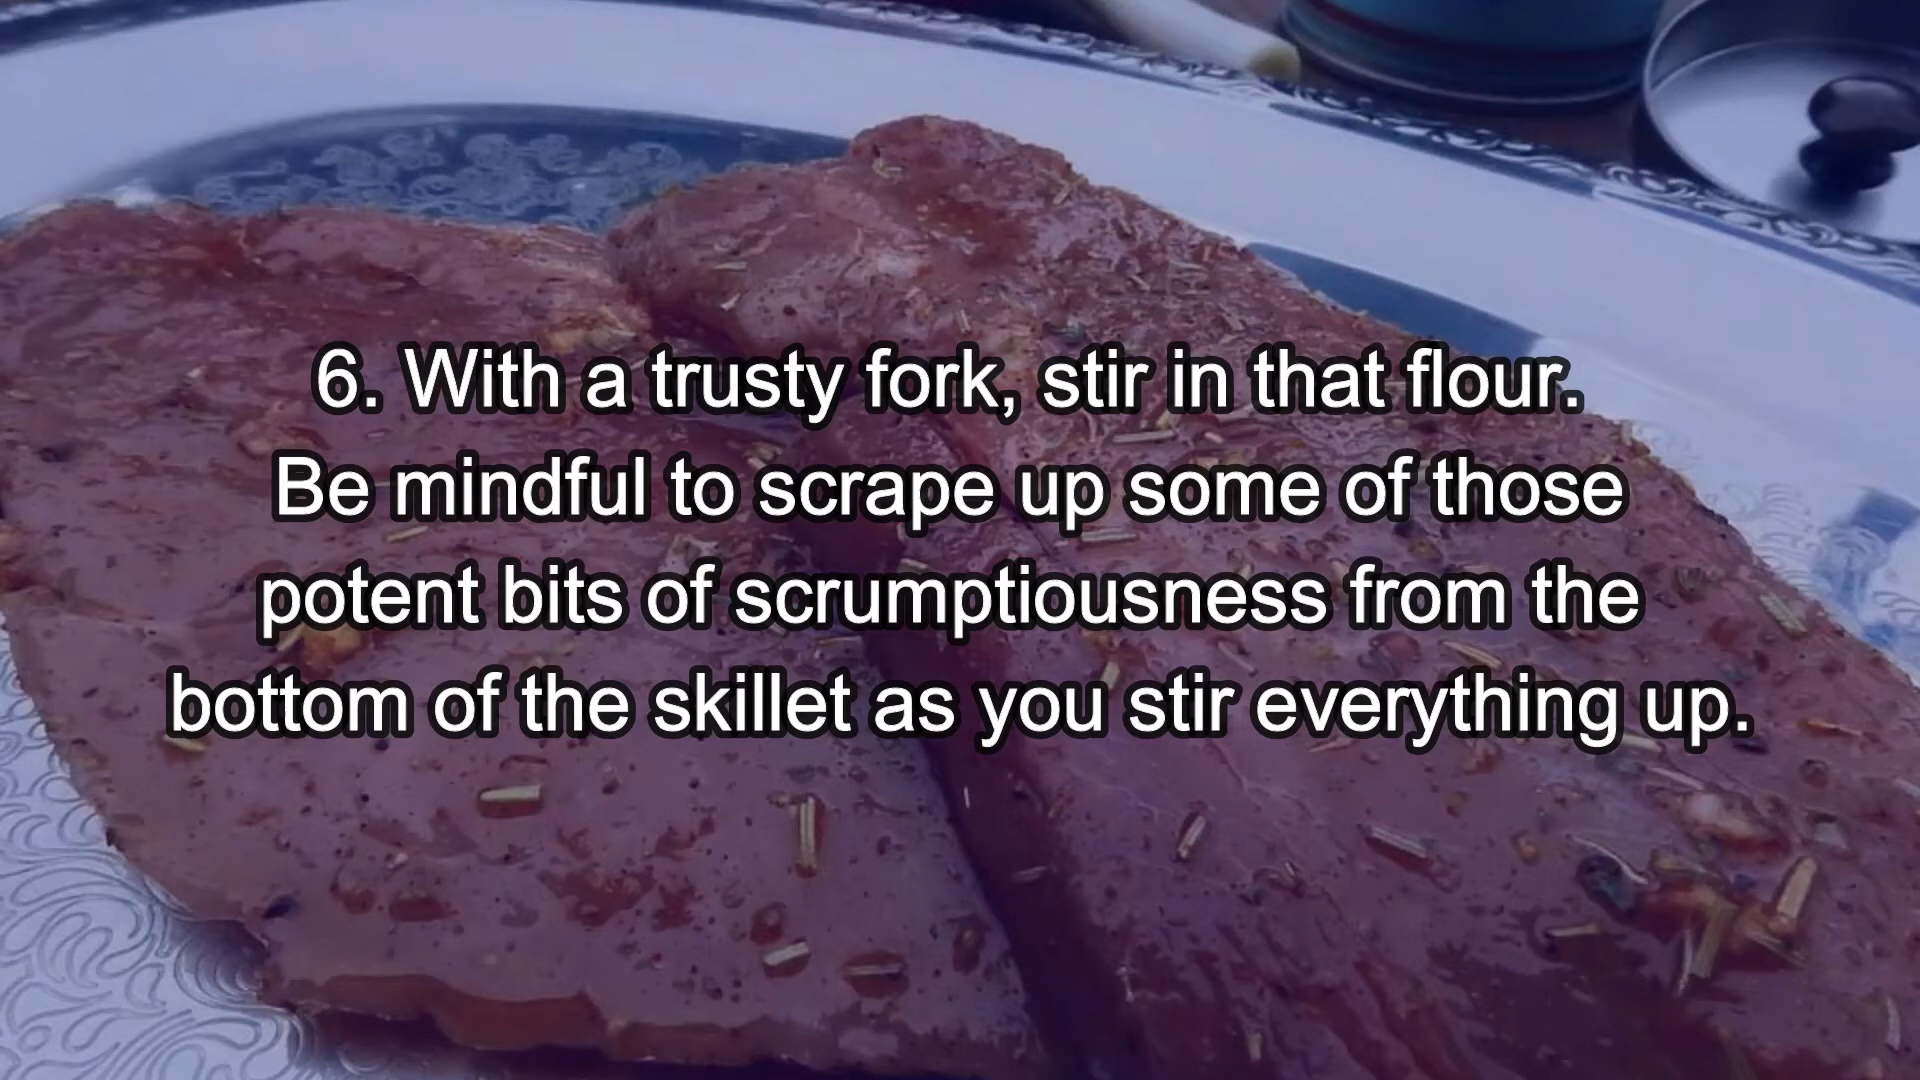 6. With a trusty fork, stir in that flour.
Be mindful to scrape up some of those
potent bits of scrumptiousness from the
bottom of the skillet as you stir everything up.